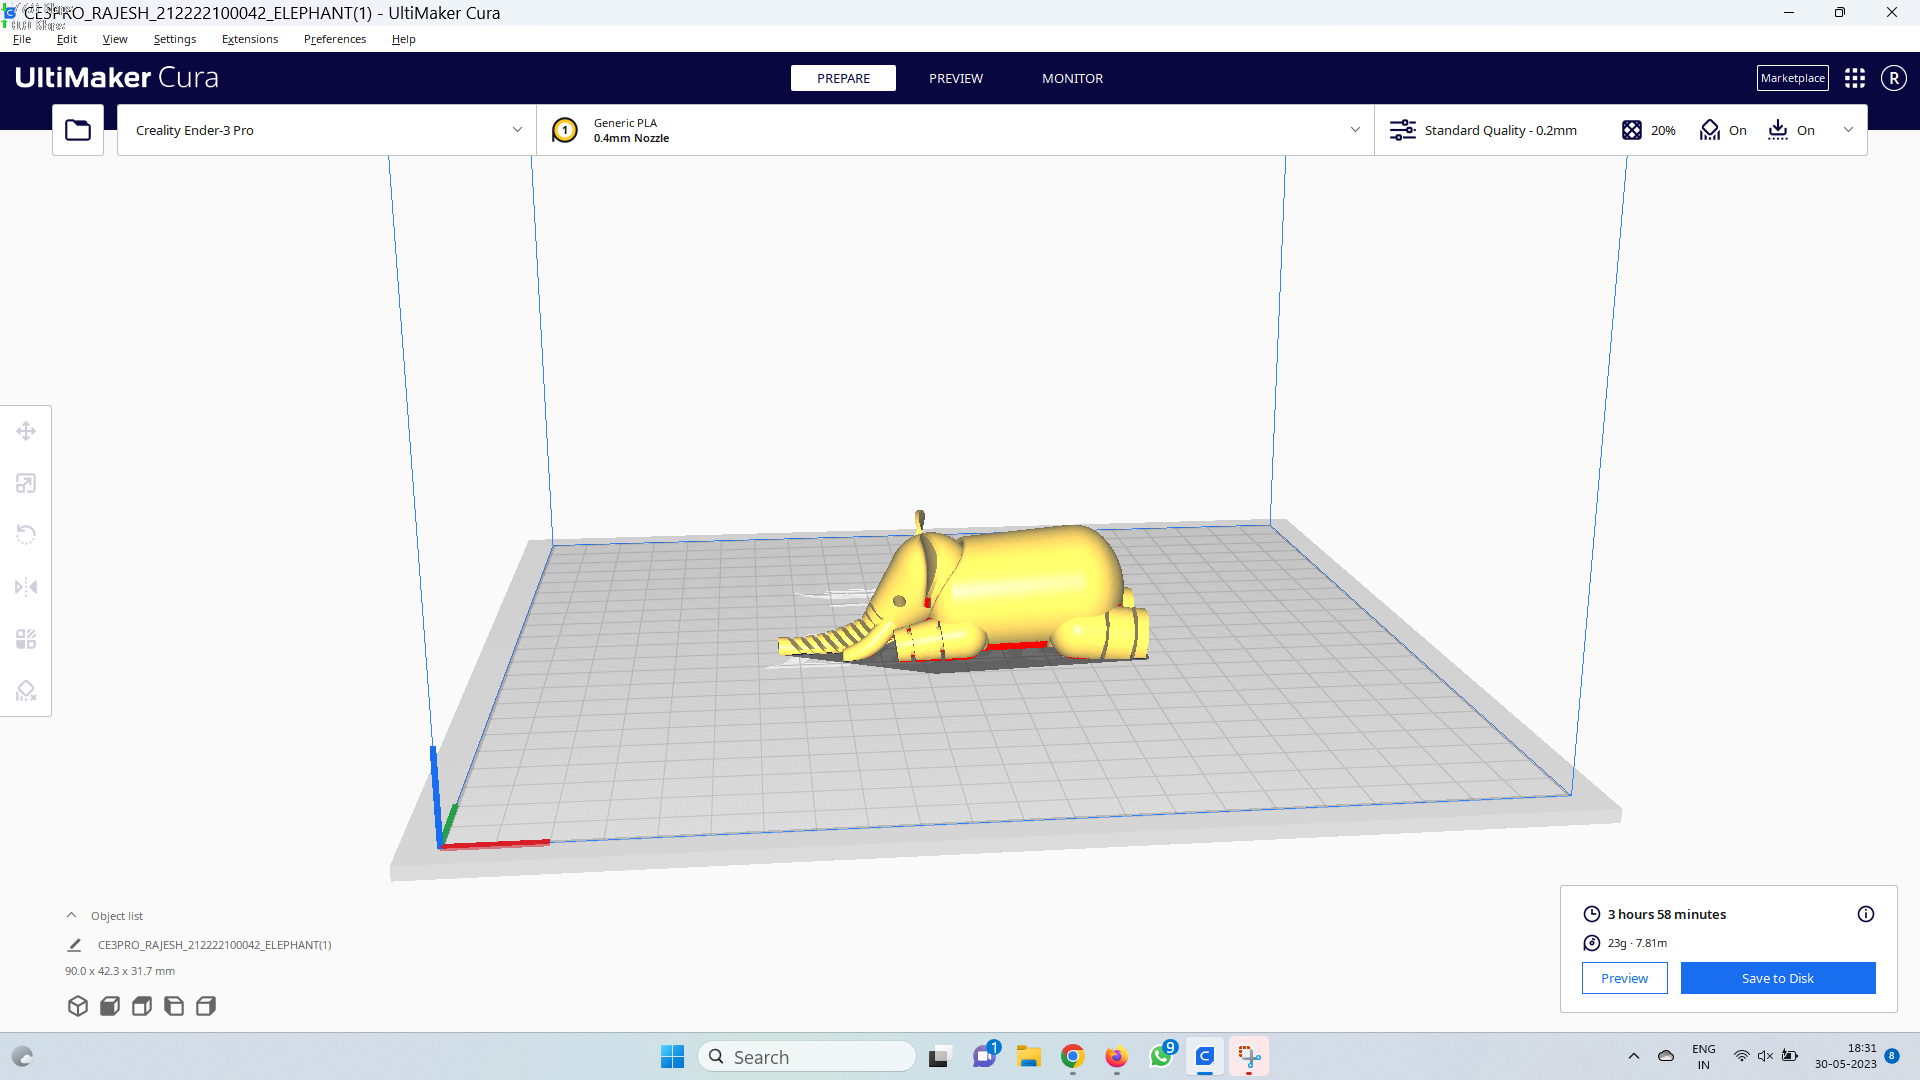 CE3PRO_RAJESH_212222100042_ELEPHANT(1) - UltiMaker Cura
File Edit View Settings Extensions Preferences Help
UltiMaker Cura
PREPARE PREVIEW MONITOR
Marketplace
R
Creality Ender-3 Pro
1
Generic PLA
0.4mm Nozzle
Standard Quality - 0.2mm
20%
On
On
Object list
CE3PRO_RAJESH_212222100042_ELEPHANT(1)
90.0 x 42.3 x 31.7 mm
3 hours 58 minutes
23g · 7.81m
Preview
Save to Disk
Search
1
9
ENG
IN
18:31
30-05-2023
8